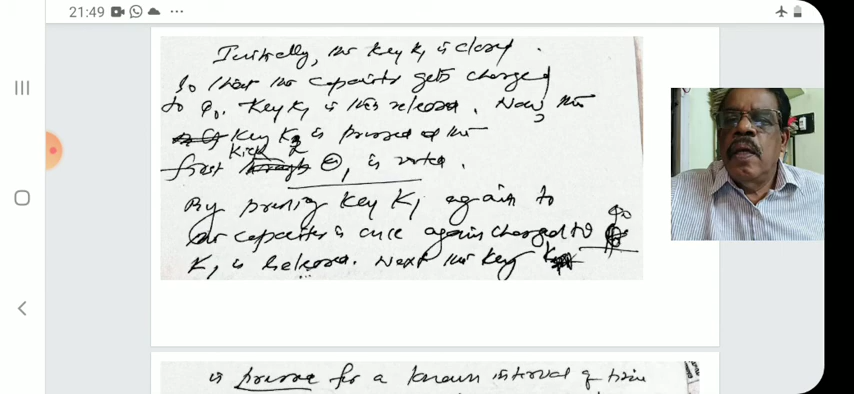 21:49
Initially, the Key K1 is closed.
So that the capacitor gets charged
to q0. Key K1 is then released. Now, the
Key K2 is pressed & the
first kick θ1 is noted.
By pressing Key K1 again to
the capacitor is once again charged to q0
K1 is released. Next the Key K
is pressed for a known interval of time